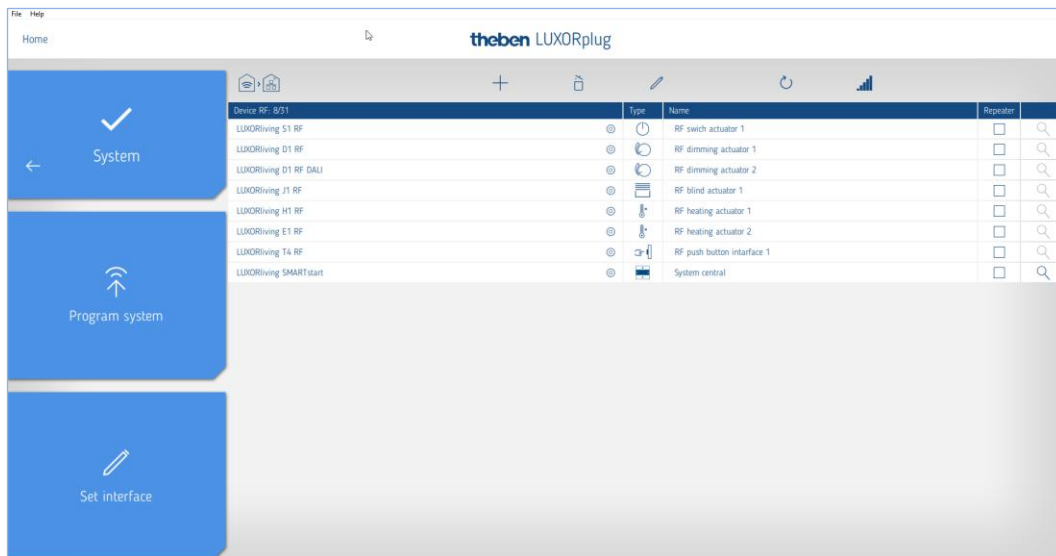 File Help
Home
theben LUXORplug
System
Program system
Set interface
Device RF: 8/31 Type Name Repeater
LUXORliving S1 RF RF swich actuator 1
LUXORliving D1 RF RF dimming actuator 1
LUXORliving D1 RF DALI RF dimming actuator 2
LUXORliving J1 RF RF blind actuator 1
LUXORliving H1 RF RF heating actuator 1
LUXORliving E1 RF RF heating actuator 2
LUXORliving T4 RF RF push button intarface 1
LUXORliving SMARTstart System central